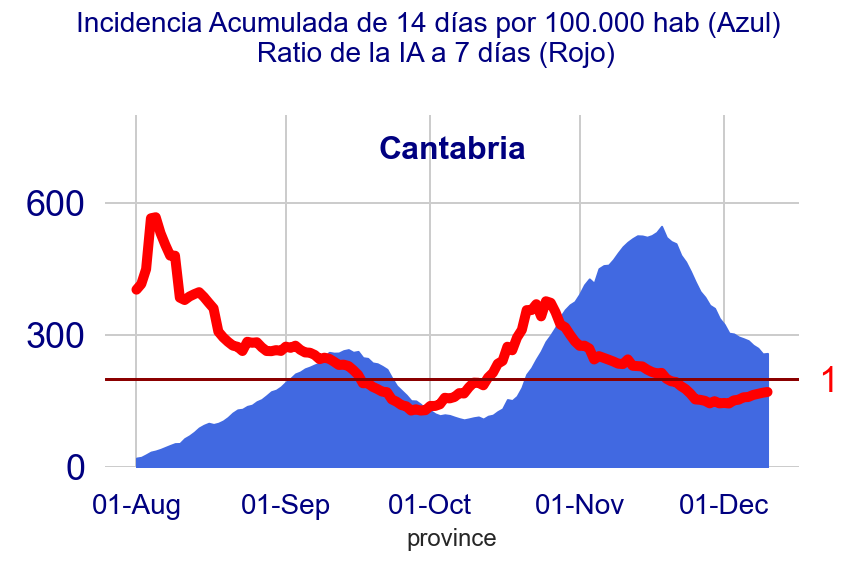 Incidencia Acumulada de 14 días por 100.000 hab (Azul)
Ratio de la IA a 7 días (Rojo)
Cantabria
600
300
1
0
01-Aug 01-Sep 01-Oct 01-Nov 01-Dec
province